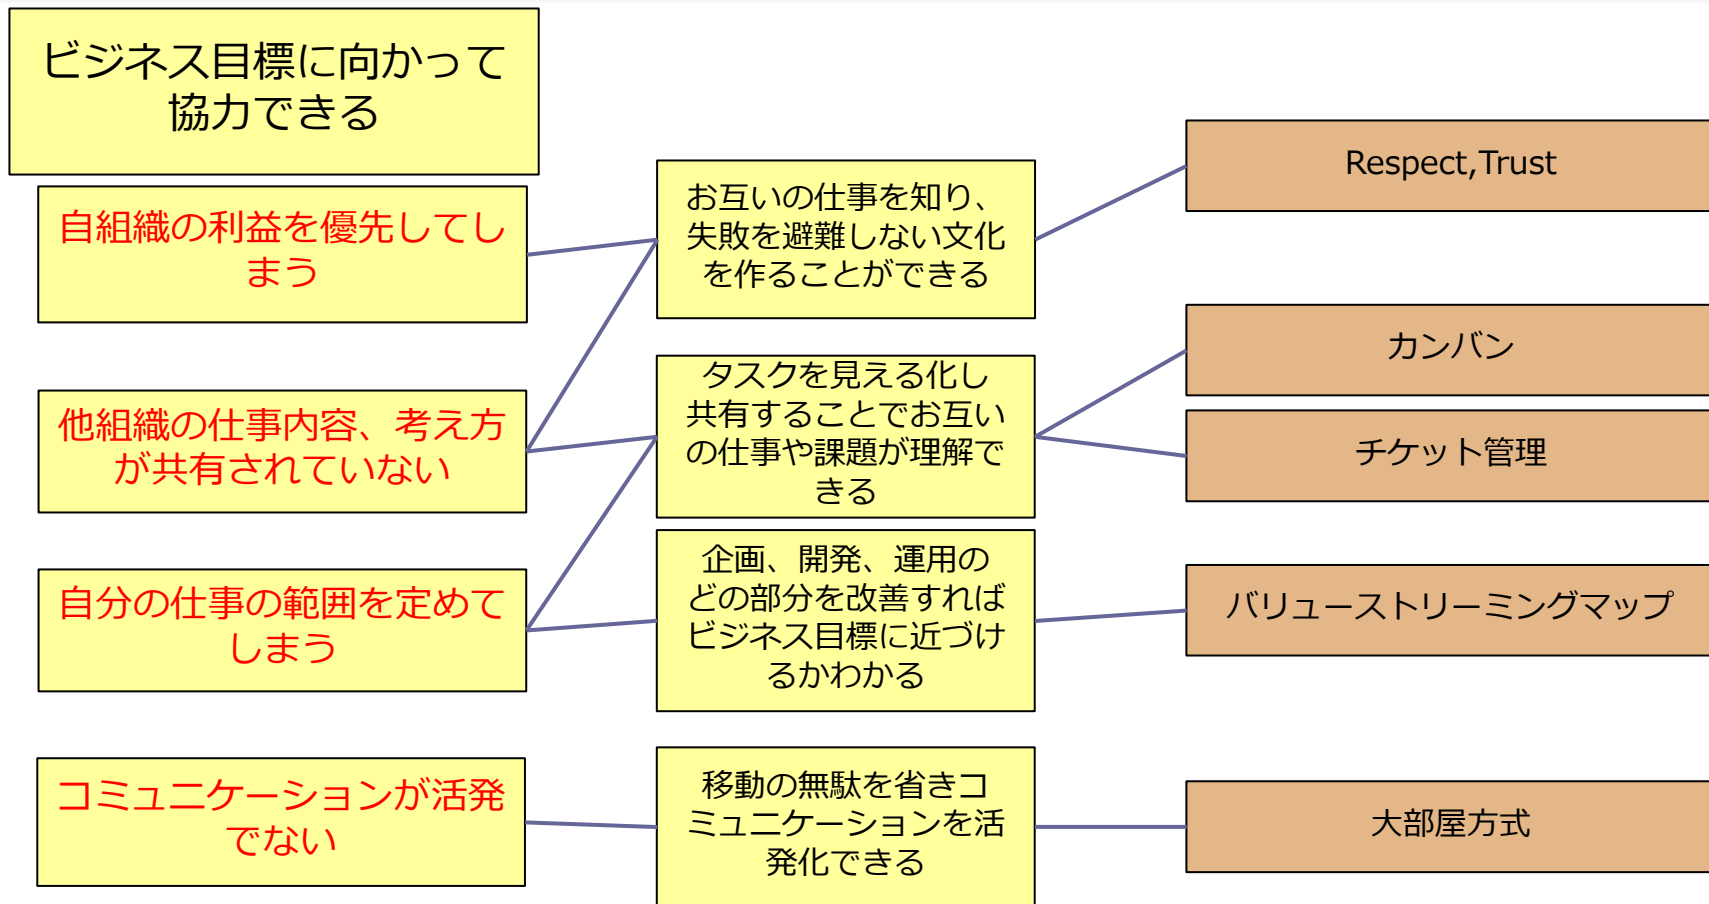 ビジネス目標に向かって
協力できる
自組織の利益を優先してし
まう
他組織の仕事内容、考え方
が共有されていない
自分の仕事の範囲を定めて
しまう
コミュニケーションが活発
でない
お互いの仕事を知り、
失敗を避難しない文化
を作ることができる
タスクを見える化し
共有することでお互い
の仕事や課題が理解で
きる
企画、開発、運用の
どの部分を改善すれば
ビジネス目標に近づけ
るかわかる
移動の無駄を省きコ
ミュニケーションを活
発化できる
Respect,Trust
カンバン
チケット管理
バリューストリーミングマップ
大部屋方式